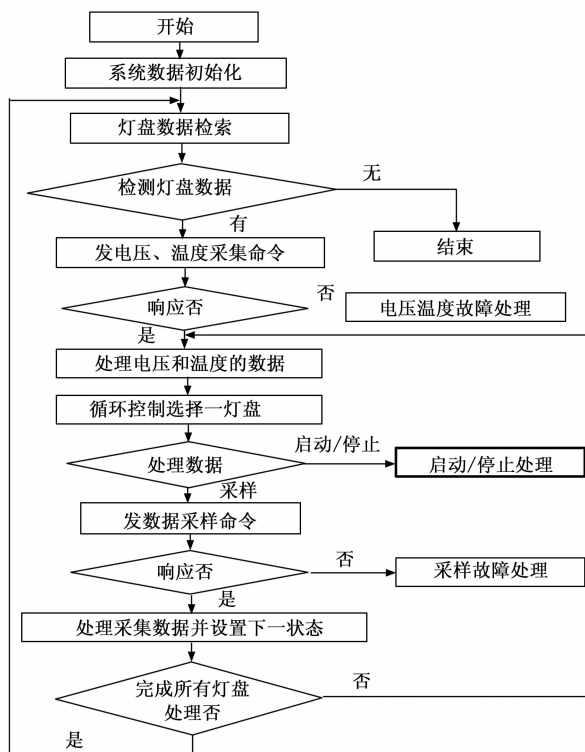 开始
系统数据初始化
灯盘数据检索
检测灯盘数据
无
有
结束
发电压、温度采集命令
响应否
否
电压温度故障处理
是
处理电压和温度的数据
循环控制选择一灯盘
处理数据
启动/停止
启动/停止处理
采样
发数据采样命令
响应否
否
采样故障处理
是
处理采集数据并设置下一状态
完成所有灯盘
处理否
否
是